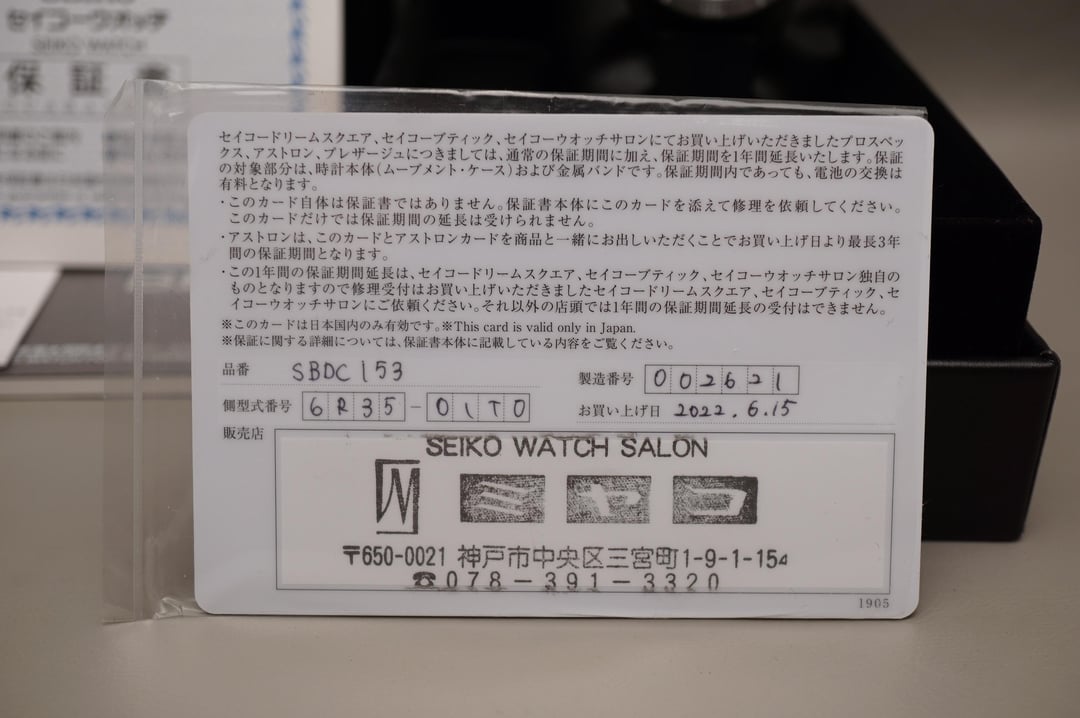 セイコーウオッチ
SEIKO WATCH
保証書
セイコードリームスクエア、セイコーブティック、セイコーウオッチサロンにてお買い上げいただきましたプロスペッ
クス、アストロン、プレザージュにつきましては、通常の保証期間に加え、保証期間を1年間延長いたします。保証
の対象部分は、時計本体(ムーブメント・ケース)および金属バンドです。保証期間内であっても、電池の交換は
有料となります。
・このカード自体は保証書ではありません。保証書本体にこのカードを添えて修理を依頼してください。
このカードだけでは保証期間の延長は受けられません。
・アストロンは、このカードとアストロンカードを商品と一緒にお出しいただくことでお買い上げ日より最長3年
間の保証期間となります。
・この1年間の保証期間延長は、セイコードリームスクエア、セイコーブティック、セイコーウオッチサロン独自の
ものとなりますので修理受付はお買い上げいただきましたセイコードリームスクエア、セイコーブティック、セ
イコーウオッチサロンにご依頼ください。それ以外の店頭では1年間の保証期間延長の受付はできません。
※このカードは日本国内のみ有効です。※This card is valid only in Japan.
※保証に関する詳細については、保証書本体に記載している内容をご覧ください。
品番 SBDC153
製造番号 002621
側型式番号 6R35-01T0
お買い上げ日 2022.6.15
販売店
SEIKO WATCH SALON
ミヤコ
〒650-0021 神戸市中央区三宮町1-9-1-154
☎078-391-3320
1905